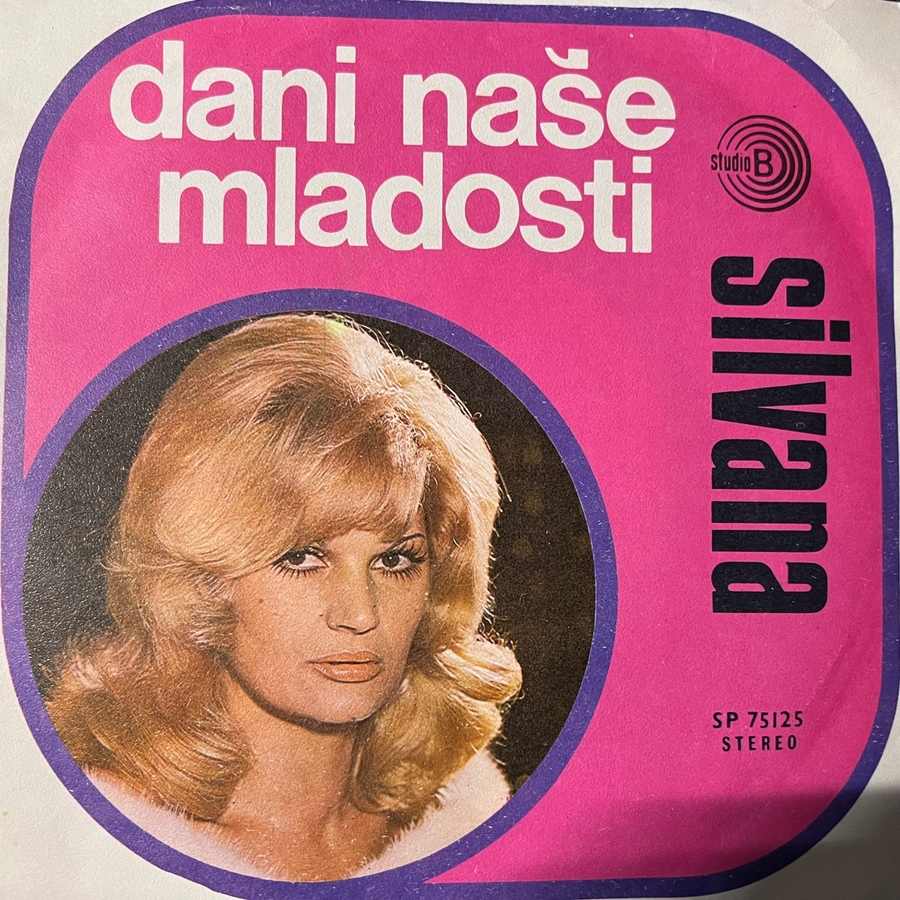 dani naše
mladosti
studio B
silvana
SP 75125
STEREO